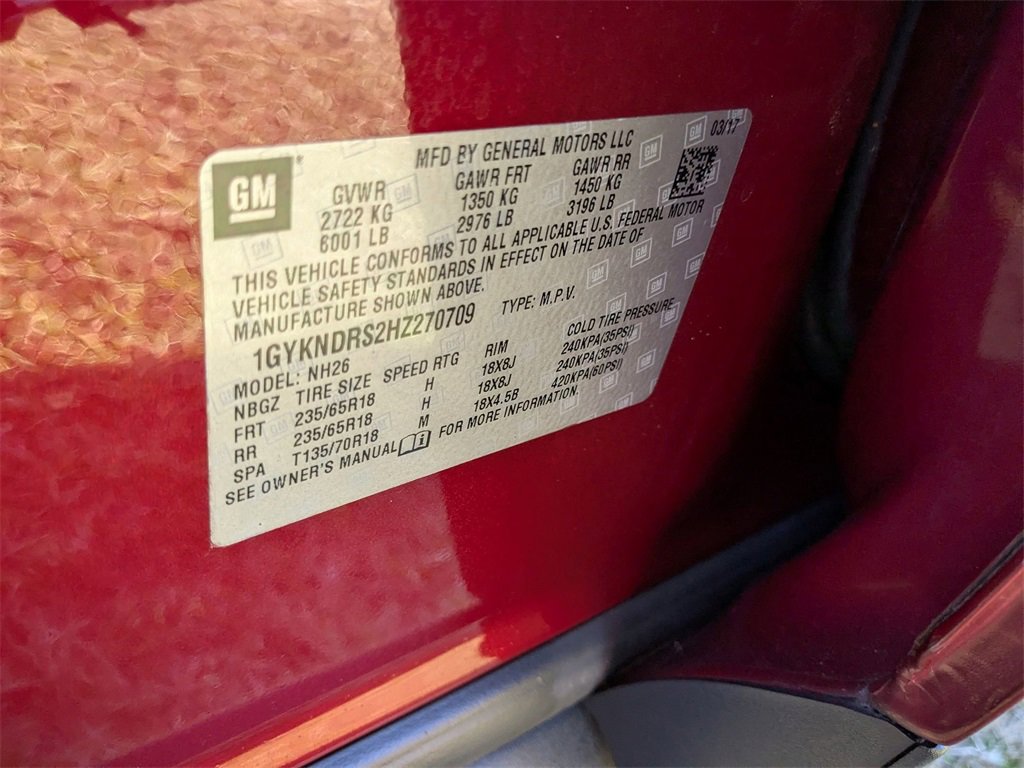 GM
MFD BY GENERAL MOTORS LLC 03/17
GVWR GAWR FRT GAWR RR
2722 KG 1350 KG 1450 KG
6001 LB 2976 LB 3196 LB
THIS VEHICLE CONFORMS TO ALL APPLICABLE U.S. FEDERAL MOTOR
VEHICLE SAFETY STANDARDS IN EFFECT ON THE DATE OF
MANUFACTURE SHOWN ABOVE.
1GYKNDRS2HZ270709 TYPE: M.P.V.
MODEL: NH26
NBGZ TIRE SIZE SPEED RTG RIM COLD TIRE PRESSURE
FRT 235/65R18 H 18X8J 240KPA(35PSI)
RR 235/65R18 H 18X8J 240KPA(35PSI)
SPA T135/70R18 M 18X4.5B 420KPA(60PSI)
SEE OWNER'S MANUAL FOR MORE INFORMATION.